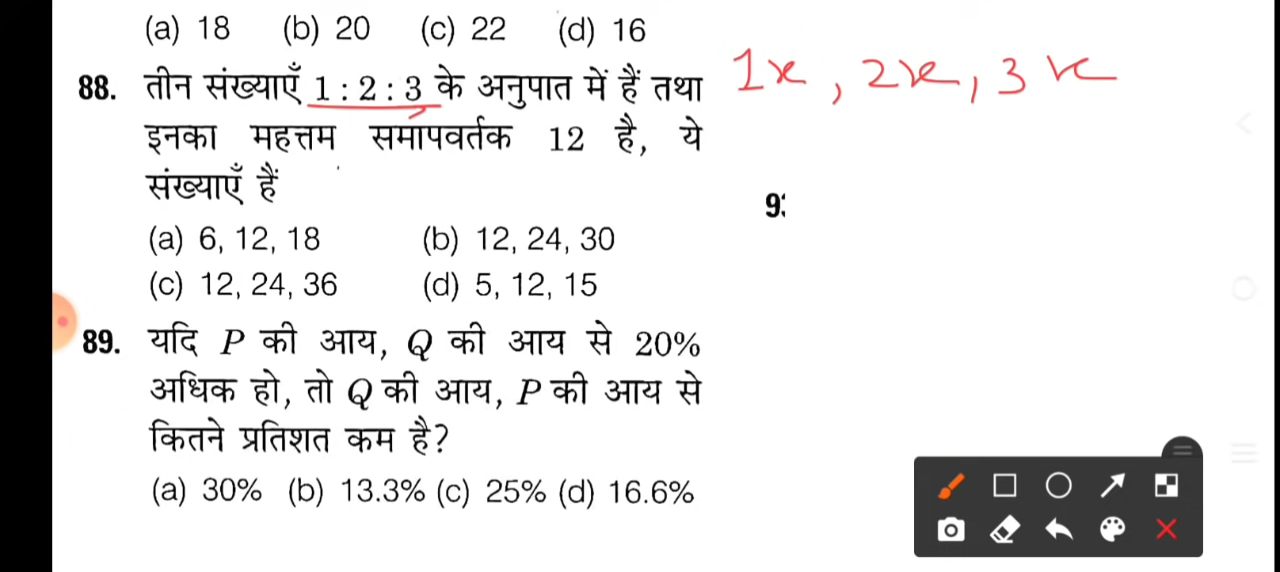 (a) 18 (b) 20 (c) 22 (d) 16
88. तीन संख्याएँ 1 : 2 : 3 के अनुपात में हैं तथा
1x, 2x, 3x
इनका महत्तम समापवर्तक 12 है, ये
संख्याएँ हैं
(a) 6, 12, 18 (b) 12, 24, 30
(c) 12, 24, 36 (d) 5, 12, 15
89. यदि P की आय, Q की आय से 20%
अधिक हो, तो Q की आय, P की आय से
कितने प्रतिशत कम है?
(a) 30% (b) 13.3% (c) 25% (d) 16.6%